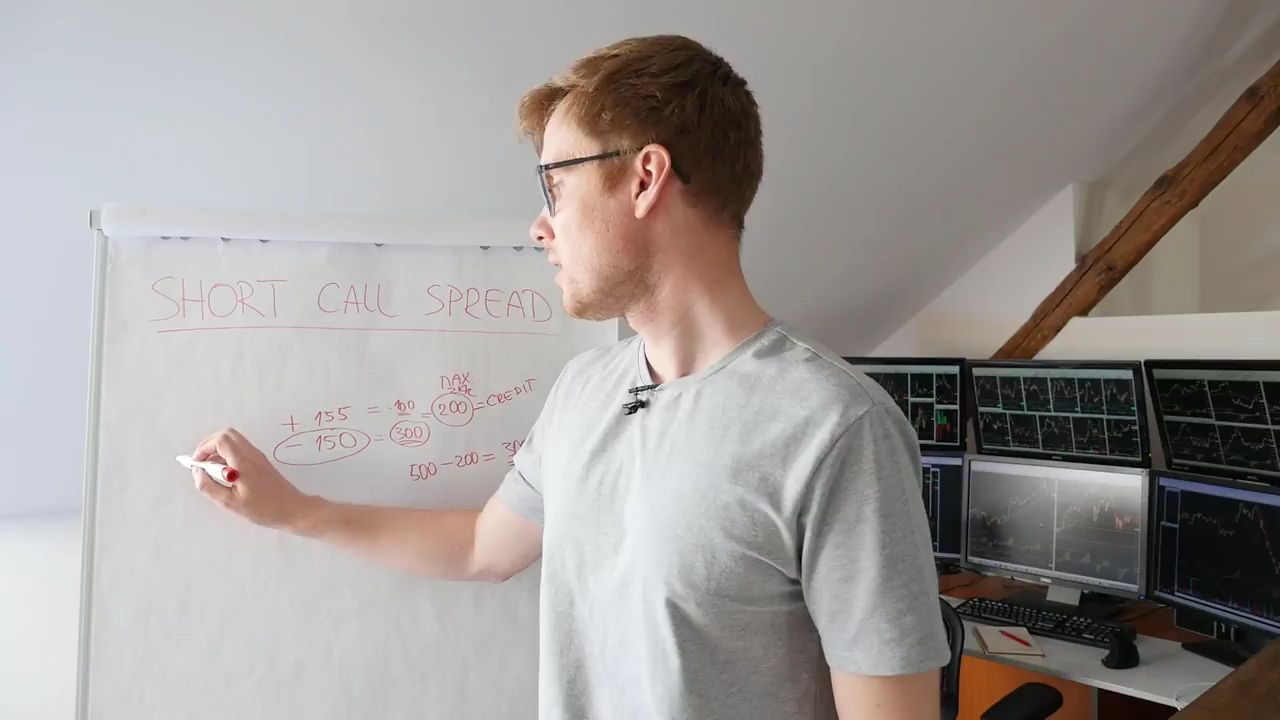 SHORT CALL SPREAD
MAX
+ 155 = -100 = 200 = CREDIT
- 150 = 300
500 - 200 =